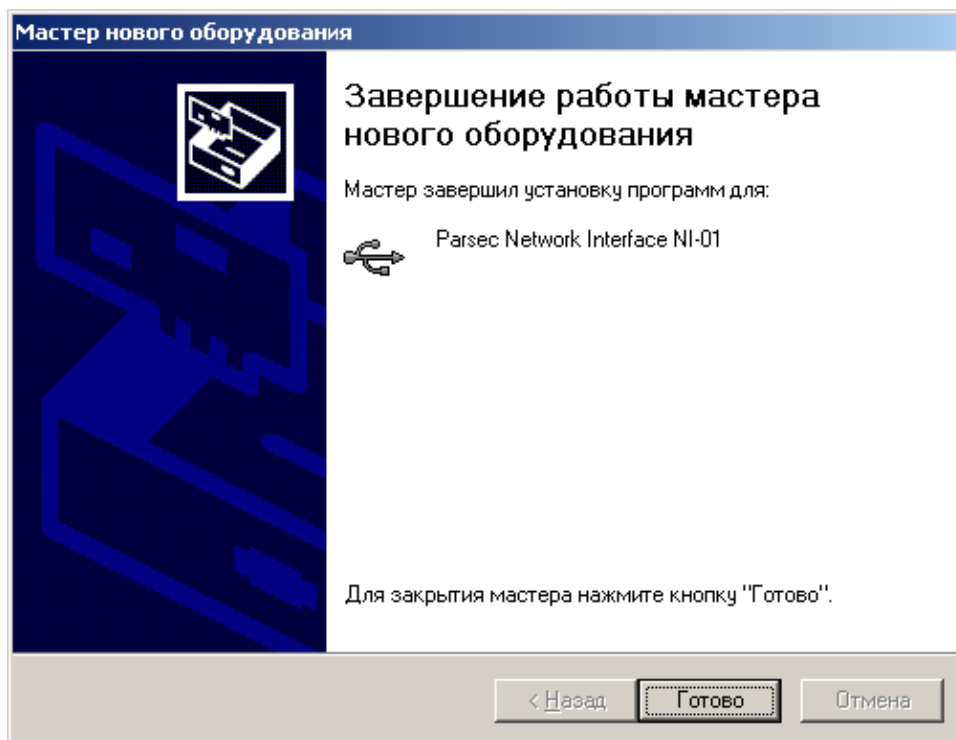 Мастер нового оборудования
Завершение работы мастера
нового оборудования
Мастер завершил установку программ для:
Parsec Network Interface NI-01
Для закрытия мастера нажмите кнопку "Готово".
< Назад
Готово
Отмена